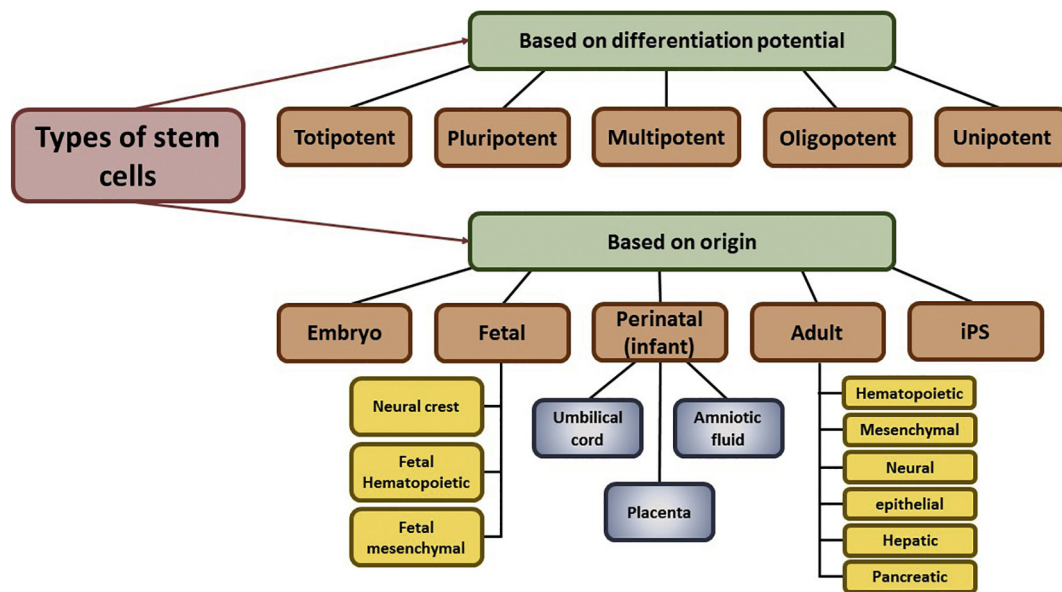 Based on differentiation potential
Types of stem
cells
Totipotent
Pluripotent
Multipotent
Oligopotent
Unipotent
Based on origin
Embryo
Fetal
Perinatal
(infant)
Adult
iPS
Neural crest
Fetal
Hematopoietic
Fetal
mesenchymal
Umbilical
cord
Amniotic
fluid
Placenta
Hematopoietic
Mesenchymal
Neural
epithelial
Hepatic
Pancreatic